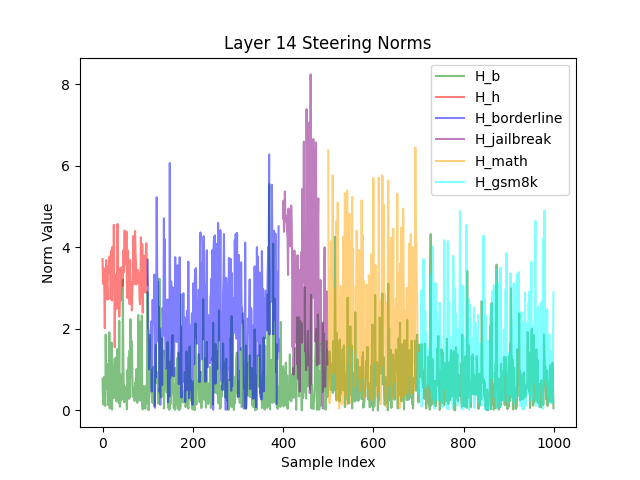 Layer 14 Steering Norms
H_b
H_h
H_borderline
H_jailbreak
H_math
H_gsm8k
Norm Value
8
6
4
2
0
0 200 400 600 800 1000
Sample Index